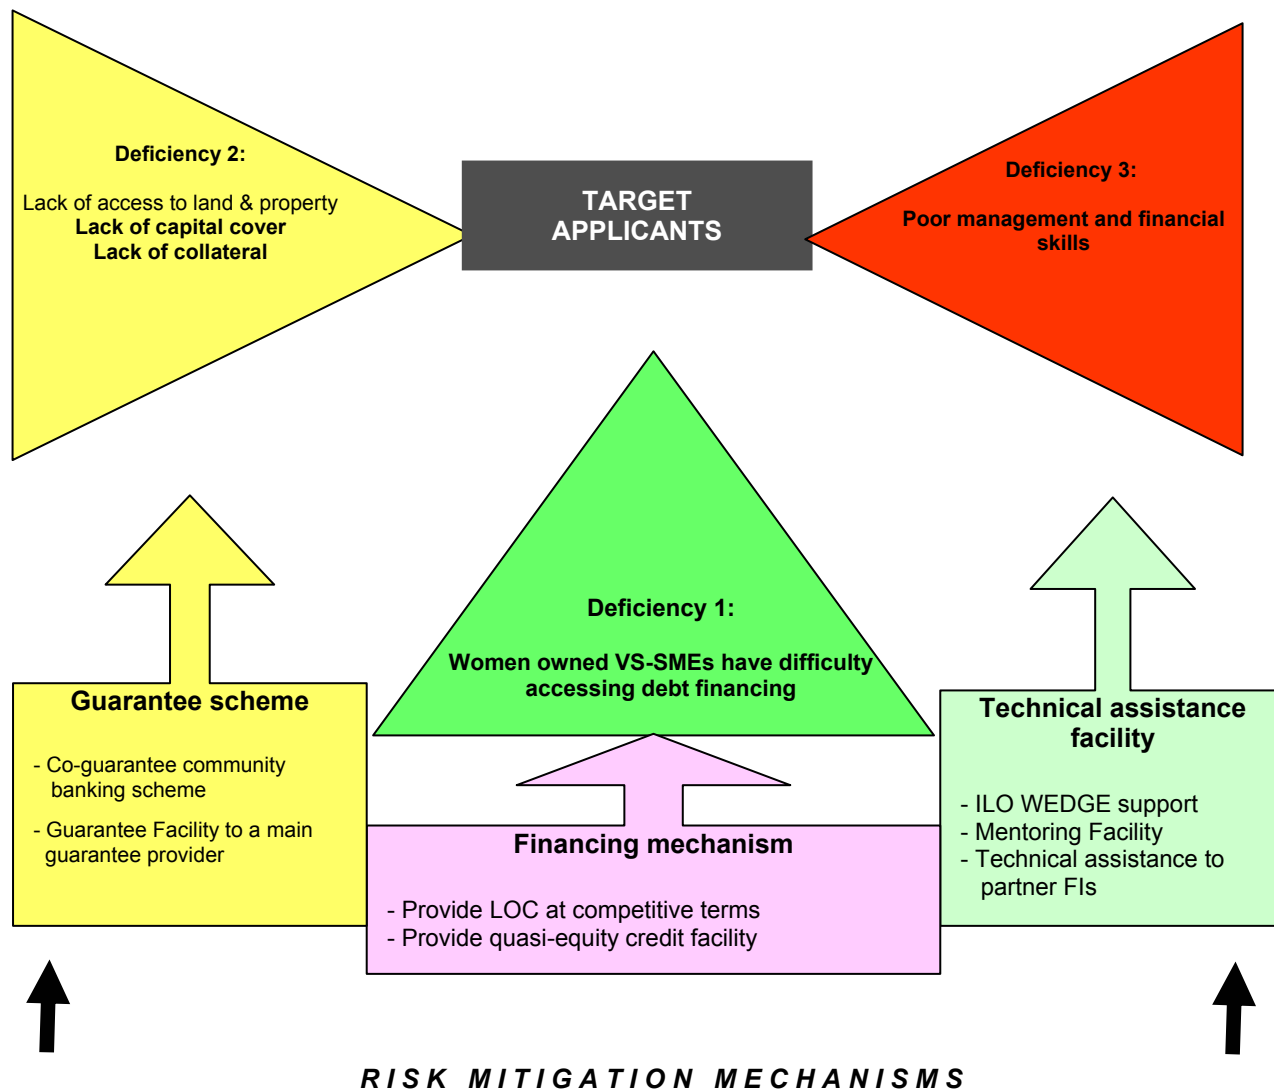 Deficiency 2:
Lack of access to land & property
Lack of capital cover
Lack of collateral
TARGET
APPLICANTS
Deficiency 3:
Poor management and financial
skills
Deficiency 1:
Women owned VS-SMEs have difficulty
accessing debt financing
Guarantee scheme
- Co-guarantee community
banking scheme
- Guarantee Facility to a main
guarantee provider
Financing mechanism
- Provide LOC at competitive terms
- Provide quasi-equity credit facility
Technical assistance
facility
- ILO WEDGE support
- Mentoring Facility
- Technical assistance to
partner FIs
RISK MITIGATION MECHANISMS